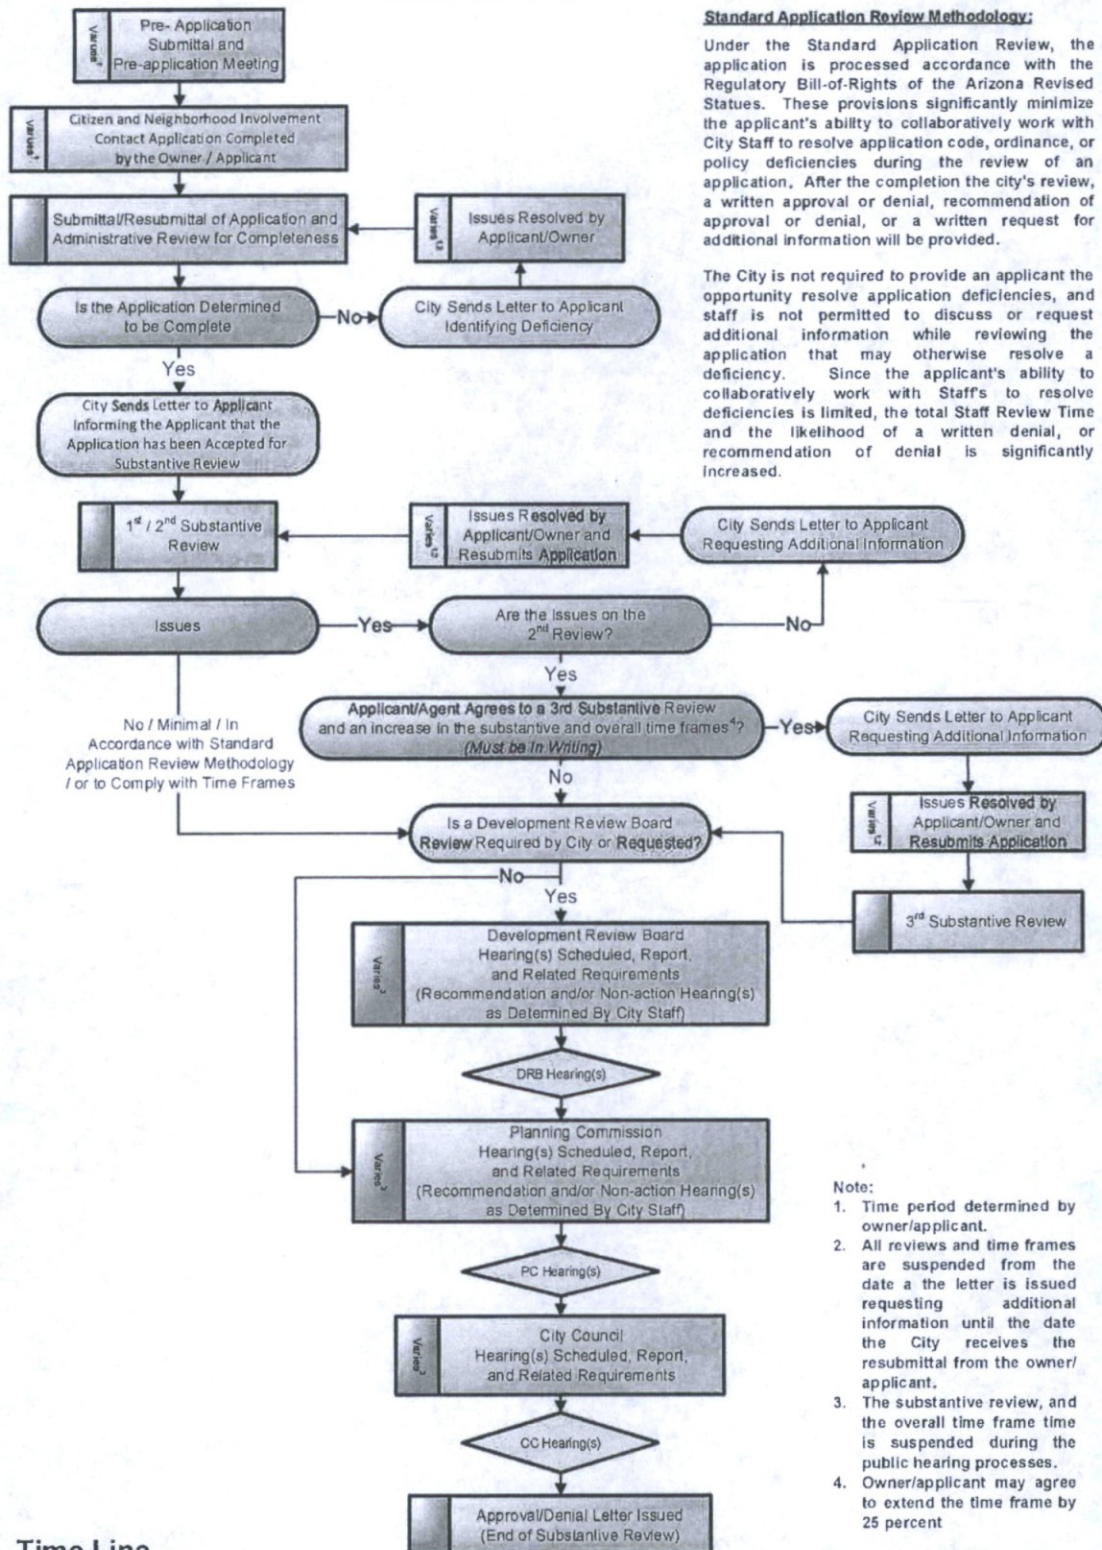 Pre- Application
Submittal and
Pre-application Meeting
Citizen and Neighborhood Involvement
Contact Application Completed
by the Owner / Applicant
Varies¹
Submittal/Resubmittal of Application and
Administrative Review for Completeness
Issues Resolved by
Applicant/Owner
Varies
Is the Application Determined
to be Complete
No
City Sends Letter to Applicant
Identifying Deficiency
Yes
City Sends Letter to Applicant
Informing the Applicant that the
Application has been Accepted for
Substantive Review
Standard Application Review Methodology:
Under the Standard Application Review, the
application is processed accordance with the
Regulatory Bill-of-Rights of the Arizona Revised
Statues. These provisions significantly minimize
the applicant's ability to collaboratively work with
City Staff to resolve application code, ordinance, or
policy deficiencies during the review of an
application. After the completion the city's review,
a written approval or denial, recommendation of
approval or denial, or a written request for
additional information will be provided.
The City is not required to provide an applicant the
opportunity resolve application deficiencies, and
staff is not permitted to discuss or request
additional information while reviewing the
application that may otherwise resolve a
deficiency. Since the applicant's ability to
collaboratively work with Staff's to resolve
deficiencies is limited, the total Staff Review Time
and the likelihood of a written denial, or
recommendation of denial is significantly
increased.
1st / 2nd Substantive
Review
Varies
Issues Resolved by
Applicant/Owner and
Resubmits Application
City Sends Letter to Applicant
Requesting Additional Information
Issues
Yes
Are the Issues on the
2nd Review?
No
Yes
No / Minimal / In
Accordance with Standard
Application Review Methodology
/ or to Comply with Time Frames
Applicant/Agent Agrees to a 3rd Substantive Review
and an increase in the substantive and overall time frames⁴?
(Must be In Writing)
Yes
City Sends Letter to Applicant
Requesting Additional Information
No
Varies
Issues Resolved by
Applicant/Owner and
Resubmits Application
Is a Development Review Board
Review Required by City or Requested?
3rd Substantive Review
No
Yes
Varies³
Development Review Board
Hearing(s) Scheduled, Report,
and Related Requirements
(Recommendation and/or Non-action Hearing(s)
as Determined By City Staff)
DRB Hearing(s)
Varies³
Planning Commission
Hearing(s) Scheduled, Report,
and Related Requirements
(Recommendation and/or Non-action Hearing(s)
as Determined By City Staff)
PC Hearing(s)
Varies³
City Council
Hearing(s) Scheduled, Report,
and Related Requirements
CC Hearing(s)
Approval/Denial Letter Issued
(End of Substantive Review)
Note:
1. Time period determined by
owner/applicant.
2. All reviews and time frames
are suspended from the
date a the letter is issued
requesting additional
information until the date
the City receives the
resubmittal from the owner/
applicant.
3. The substantive review, and
the overall time frame time
is suspended during the
public hearing processes.
4. Owner/applicant may agree
to extend the time frame by
25 percent
Time Line